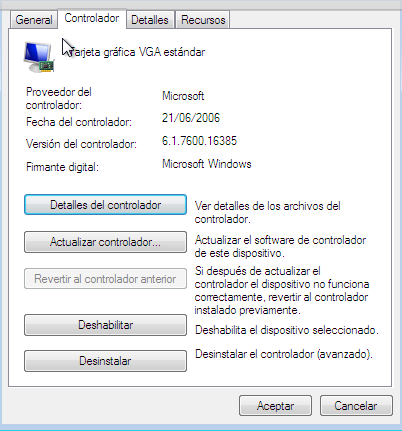 General Controlador Detalles Recursos
Tarjeta gráfica VGA estándar
Proveedor del
controlador:
Microsoft
Fecha del controlador:
21/06/2006
Versión del controlador:
6.1.7600.16385
Firmante digital:
Microsoft Windows
Detalles del controlador
Ver detalles de los archivos del
controlador.
Actualizar controlador...
Actualizar el software de controlador
de este dispositivo.
Revertir al controlador anterior
Si después de actualizar el
controlador el dispositivo no funciona
correctamente, revertir al controlador
instalado previamente.
Deshabilitar
Deshabilita el dispositivo seleccionado.
Desinstalar
Desinstalar el controlador (avanzado).
Aceptar
Cancelar